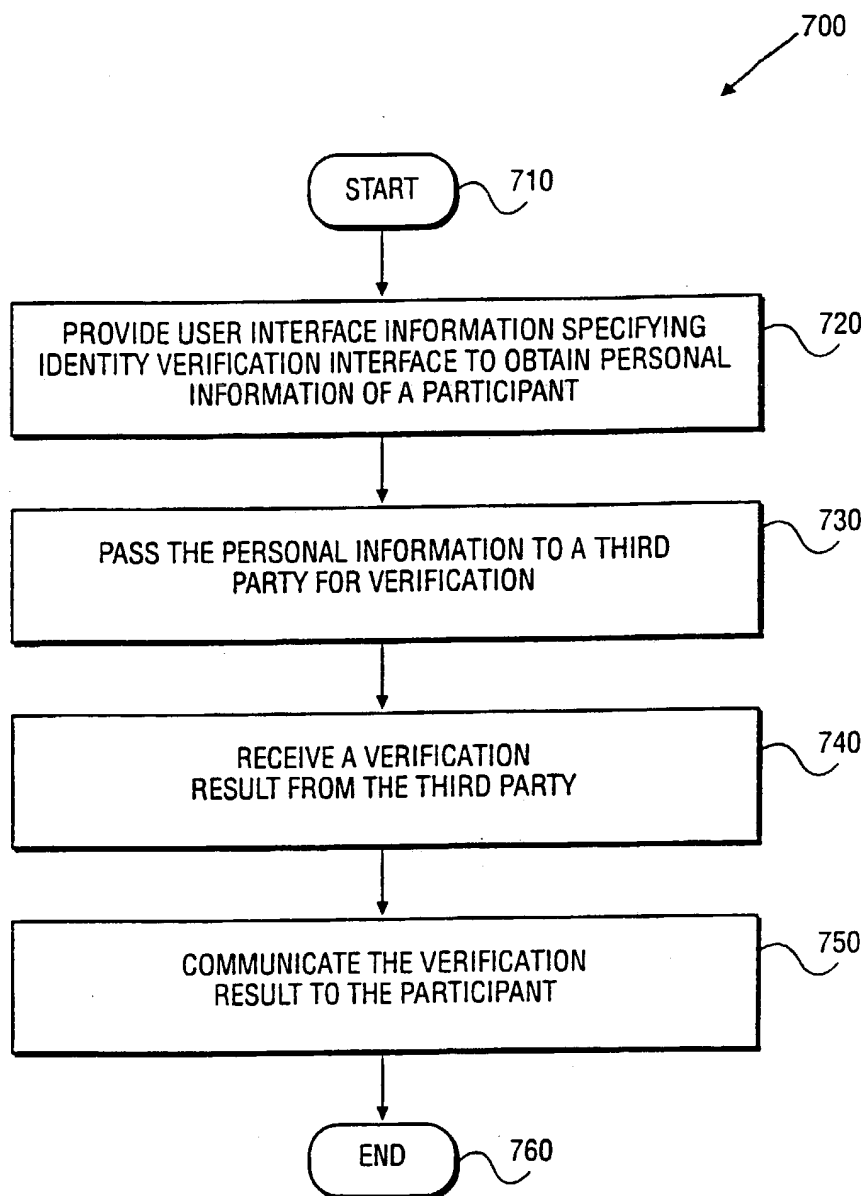 700
START
710
PROVIDE USER INTERFACE INFORMATION SPECIFYING
IDENTITY VERIFICATION INTERFACE TO OBTAIN PERSONAL
INFORMATION OF A PARTICIPANT
720
PASS THE PERSONAL INFORMATION TO A THIRD
PARTY FOR VERIFICATION
730
RECEIVE A VERIFICATION
RESULT FROM THE THIRD PARTY
740
COMMUNICATE THE VERIFICATION
RESULT TO THE PARTICIPANT
750
END
760